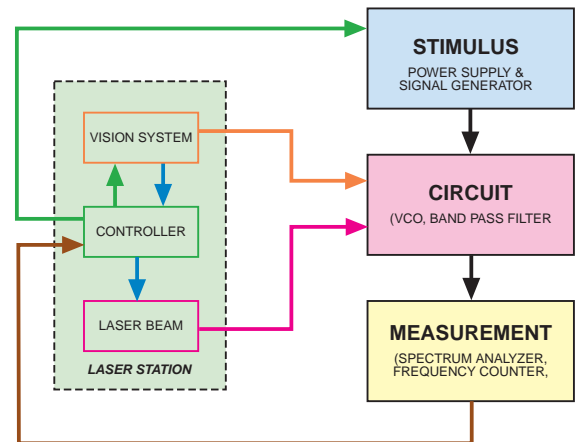 STIMULUS
POWER SUPPLY &
SIGNAL GENERATOR
VISION SYSTEM
CONTROLLER
LASER BEAM
LASER STATION
CIRCUIT
(VCO, BAND PASS FILTER
MEASUREMENT
(SPECTRUM ANALYZER,
FREQUENCY COUNTER,